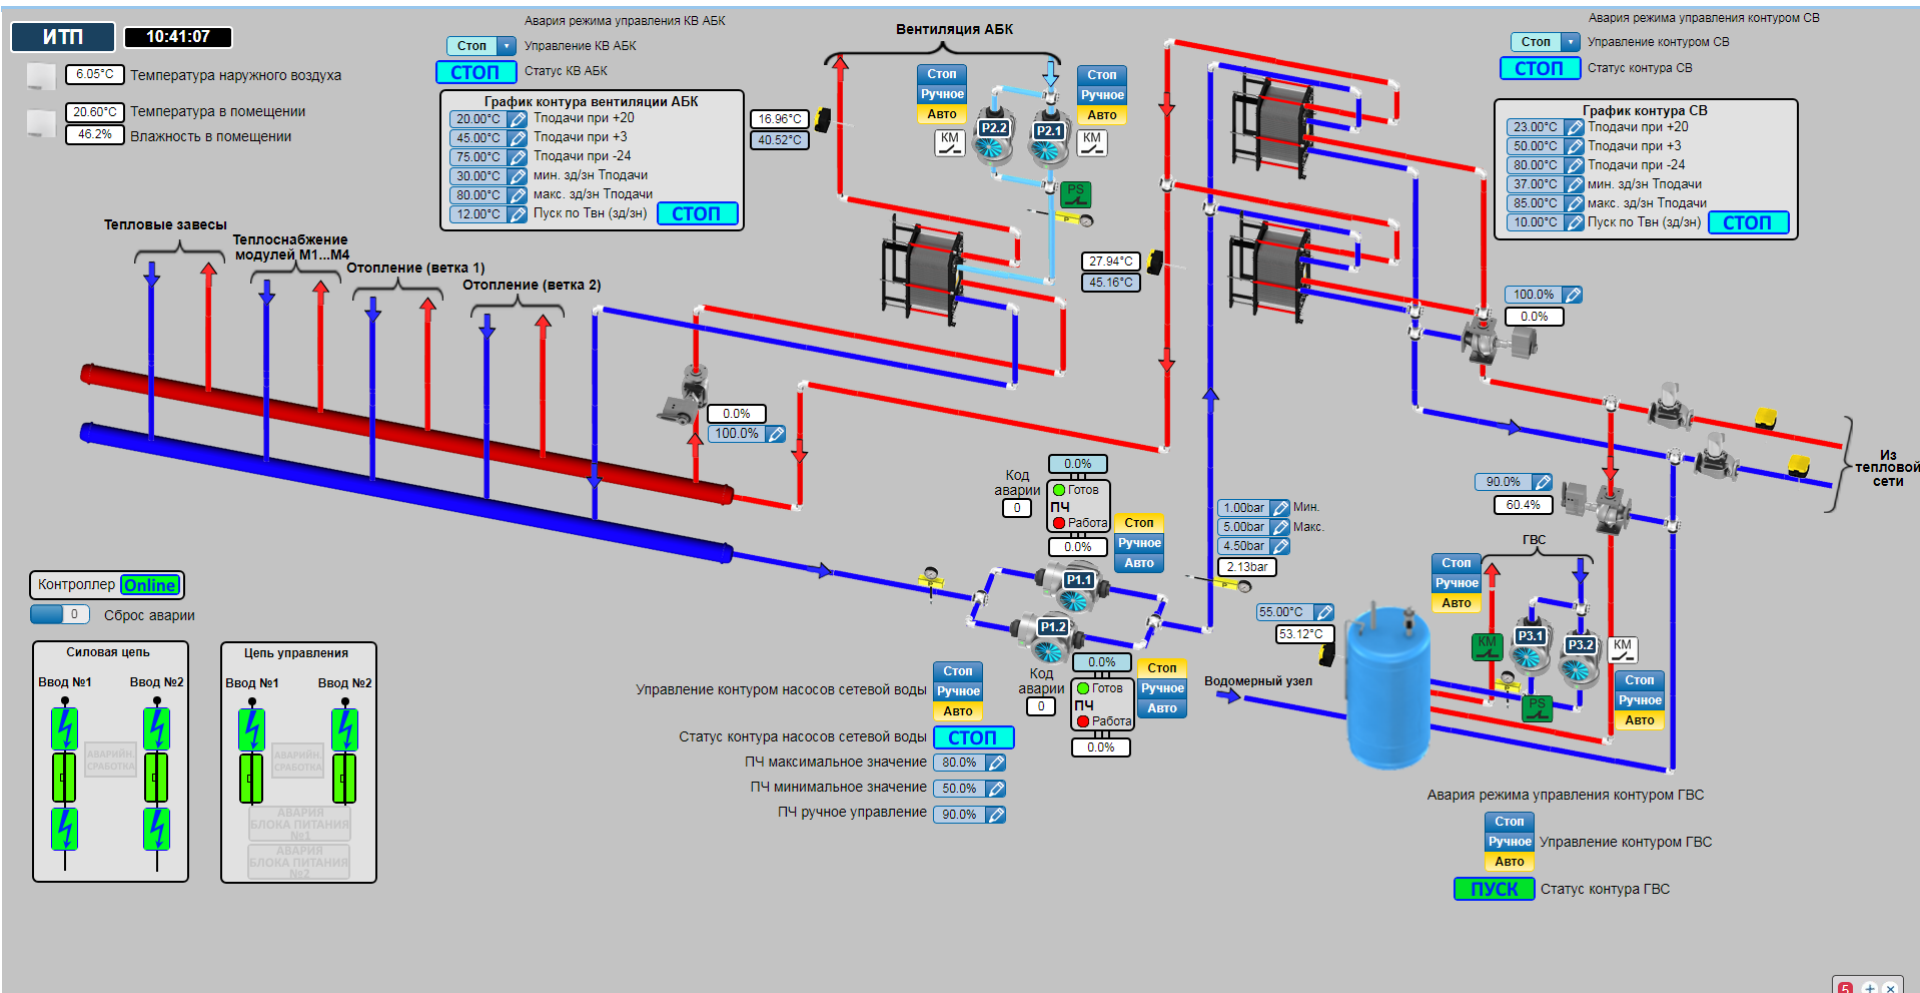 ИТП
10:41:07
6.05°C Температура наружного воздуха
20.60°C Температура в помещении
46.2% Влажность в помещении
Авария режима управления КВ АБК
Стоп Управление КВ АБК
СТОП Статус КВ АБК
График контура вентиляции АБК
20.00°C Тподачи при +20
45.00°C Тподачи при +3
75.00°C Тподачи при -24
30.00°C мин. зд/зн Тподачи
80.00°C макс. зд/зн Тподачи
12.00°C Пуск по Твн (зд/зн) СТОП
16.96°C
40.52°C
Вентиляция АБК
Стоп
Ручное
Авто
KM
P2.2
P2.1
Стоп
Ручное
Авто
KM
PS
27.94°C
45.16°C
Авария режима управления контуром СВ
Стоп Управление контуром СВ
СТОП Статус контура СВ
График контура СВ
23.00°C Тподачи при +20
50.00°C Тподачи при +3
80.00°C Тподачи при -24
37.00°C мин. зд/зн Тподачи
85.00°C макс. зд/зн Тподачи
10.00°C Пуск по Твн (зд/зн) СТОП
100.0%
0.0%
Тепловые завесы
Теплоснабжение
модулей М1...М4
Отопление (ветка 1)
Отопление (ветка 2)
0.0%
100.0%
Из
тепловой
сети
90.0%
60.4%
Код
аварии
0
0.0%
Готов
ПЧ
Работа
0.0%
Стоп
Ручное
Авто
1.00bar Мин.
5.00bar Макс.
4.50bar
2.13bar
P1.1
P1.2
55.00°C
53.12°C
ГВС
Стоп
Ручное
Авто
KM
P3.1
P3.2
KM
PS
Стоп
Ручное
Авто
Водомерный узел
Контроллер Online
0 Сброс аварии
Силовая цепь
Ввод №1 Ввод №2
АВАРИЙН.
СРАБОТКА
Цепь управления
Ввод №1 Ввод №2
АВАРИЙН.
СРАБОТКА
АВАРИЯ
БЛОКА ПИТАНИЯ
№1
АВАРИЯ
БЛОКА ПИТАНИЯ
№2
Управление контуром насосов сетевой воды
Стоп
Ручное
Авто
Статус контура насосов сетевой воды СТОП
ПЧ максимальное значение 80.0%
ПЧ минимальное значение 50.0%
ПЧ ручное управление 90.0%
Код
аварии
0
0.0%
Готов
ПЧ
Работа
0.0%
Стоп
Ручное
Авто
Авария режима управления контуром ГВС
Стоп
Ручное
Авто
Управление контуром ГВС
ПУСК Статус контура ГВС
5